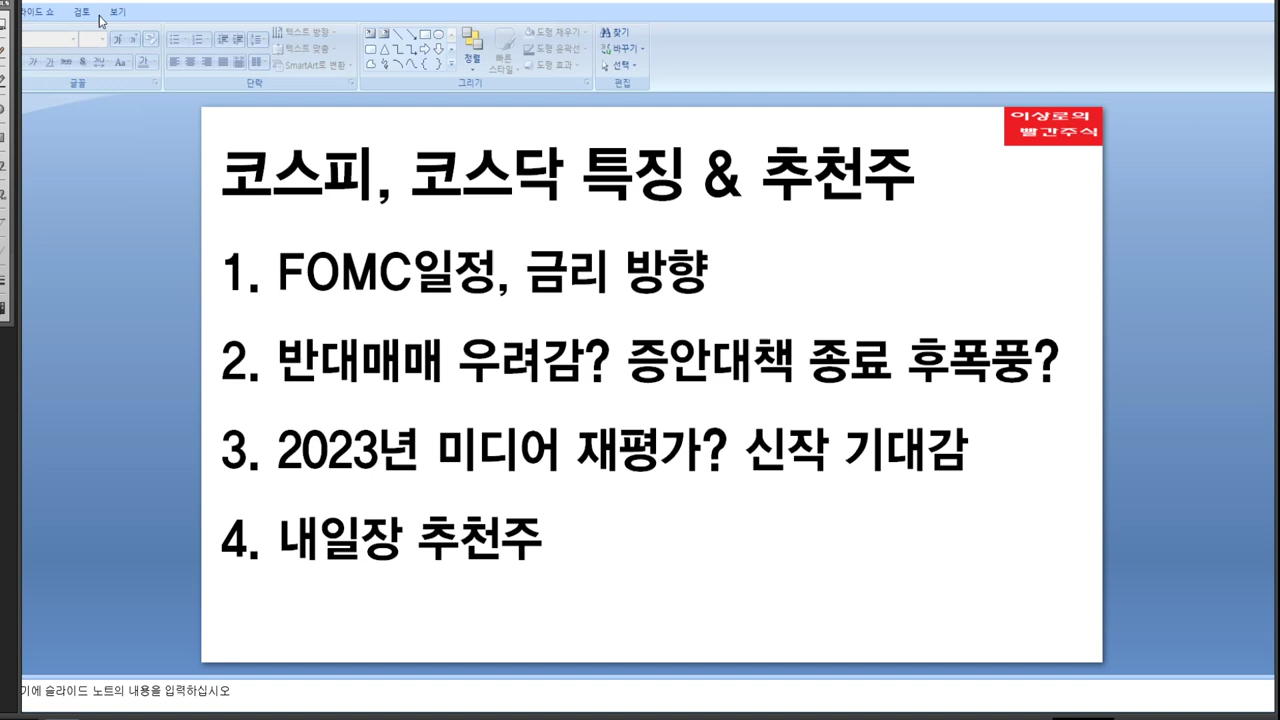 라이드 쇼 검토 보기
텍스트 방향
텍스트 맞춤
SmartArt로 변환
정렬
빠른
스타일
도형 채우기
도형 윤곽선
도형 효과
찾기
바꾸기
선택
글꼴 단락 그리기 편집
이상로의
빨간주식
코스피, 코스닥 특징 & 추천주
1. FOMC일정, 금리 방향
2. 반대매매 우려감? 증안대책 종료 후폭풍?
3. 2023년 미디어 재평가? 신작 기대감
4. 내일장 추천주
기에 슬라이드 노트의 내용을 입력하십시오